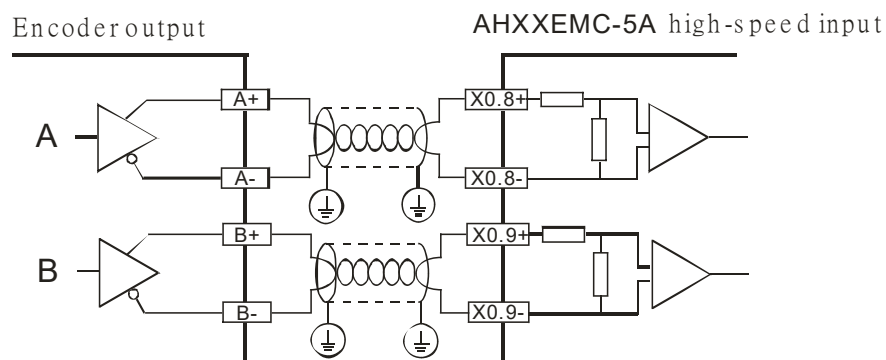 Encoder output
AHXXEMC-5A high-speed input
A+
X0.8+
A
A-
X0.8-
B+
X0.9+
B
B-
X0.9-